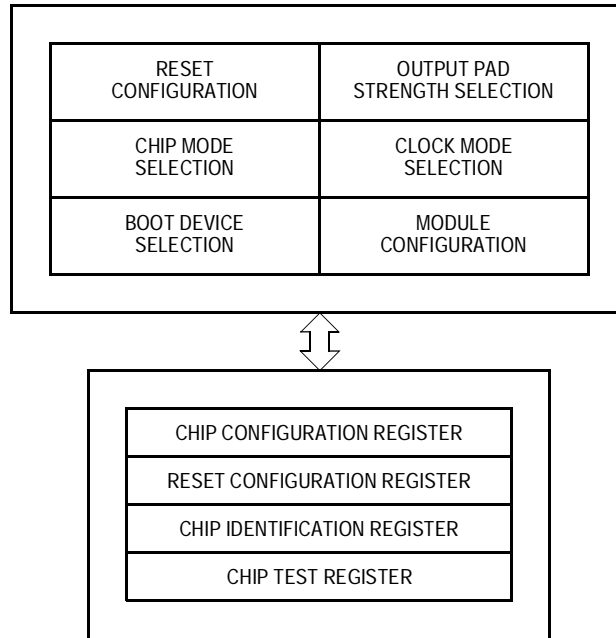 RESET
CONFIGURATION
OUTPUT PAD
STRENGTH SELECTION
CHIP MODE
SELECTION
CLOCK MODE
SELECTION
BOOT DEVICE
SELECTION
MODULE
CONFIGURATION
CHIP CONFIGURATION REGISTER
RESET CONFIGURATION REGISTER
CHIP IDENTIFICATION REGISTER
CHIP TEST REGISTER